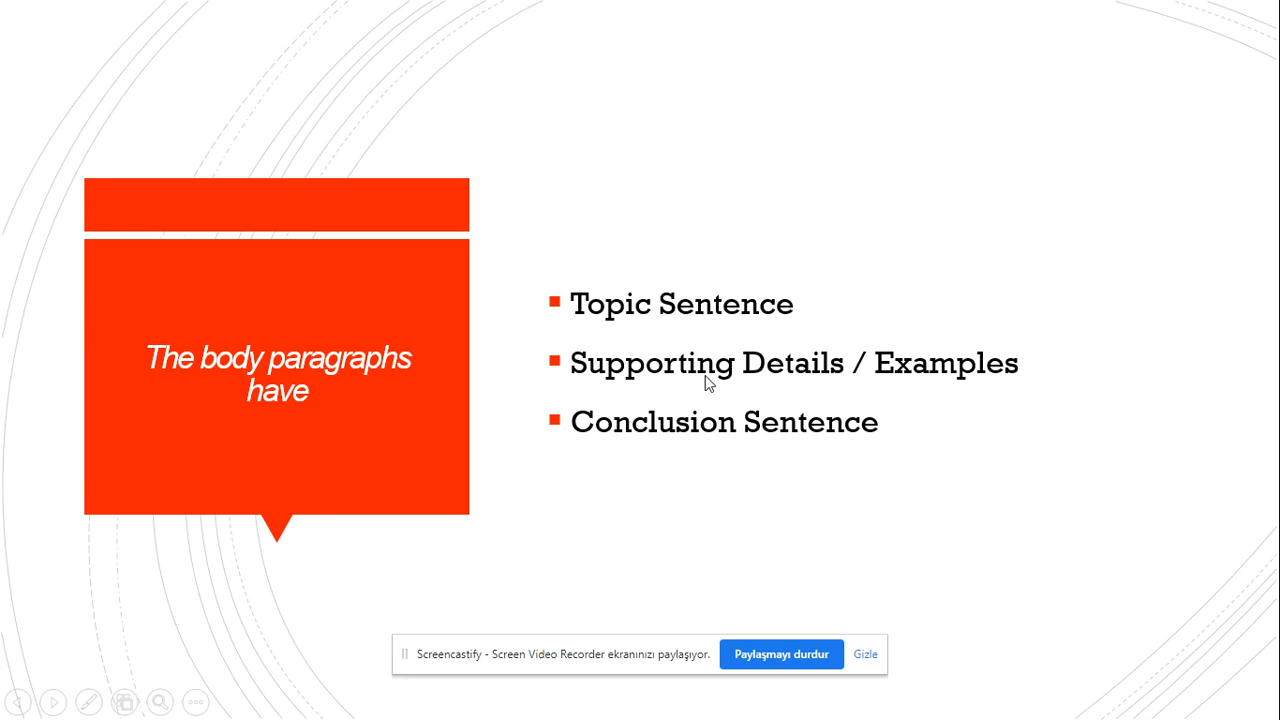 The body paragraphs
have
Topic Sentence
Supporting Details / Examples
Conclusion Sentence
Screencastify - Screen Video Recorder ekranınızı paylaşıyor. Paylaşmayı durdur Gizle